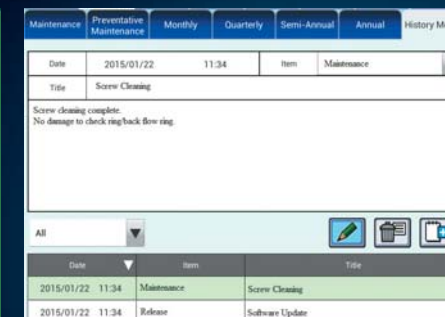 Maintenance Preventative Maintenance Monthly Quarterly Semi-Annual Annual History
Date 2015/01/22 11:34 Item Maintenance
Title Screw Cleaning
Screw cleaning complete.
No damage to check ring/back flow ring.
All
Date Item Title
2015/01/22 11:34 Maintenance Screw Cleaning
2015/01/22 11:34 Release Software Update